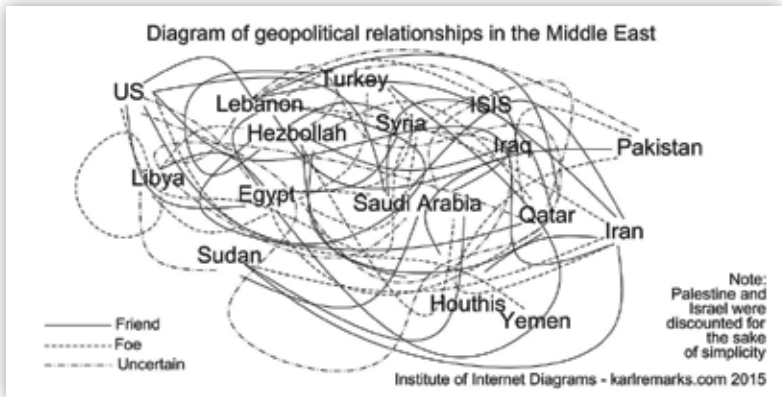 Diagram of geopolitical relationships in the Middle East
US
Turkey
Lebanon
ISIS
Hezbollah
Syria
Iraq
Pakistan
Libya
Egypt
Saudi Arabia
Qatar
Iran
Sudan
Houthis
Yemen
Note:
Palestine and
Israel were
discounted for
the sake
of simplicity
Friend
Foe
Uncertain
Institute of Internet Diagrams - karlremarks.com 2015